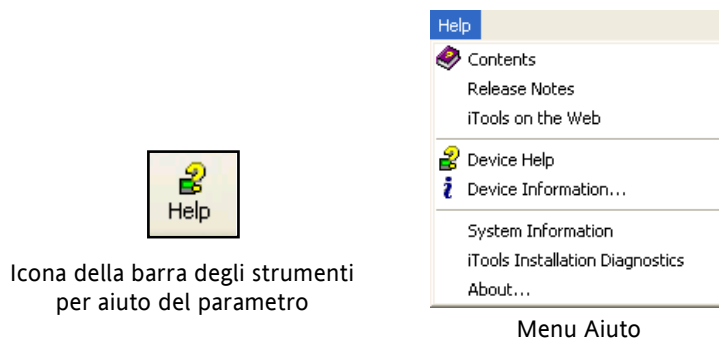 Help
Icona della barra degli strumenti
per aiuto del parametro
Help
Contents
Release Notes
iTools on the Web
Device Help
Device Information...
System Information
iTools Installation Diagnostics
About...
Menu Aiuto